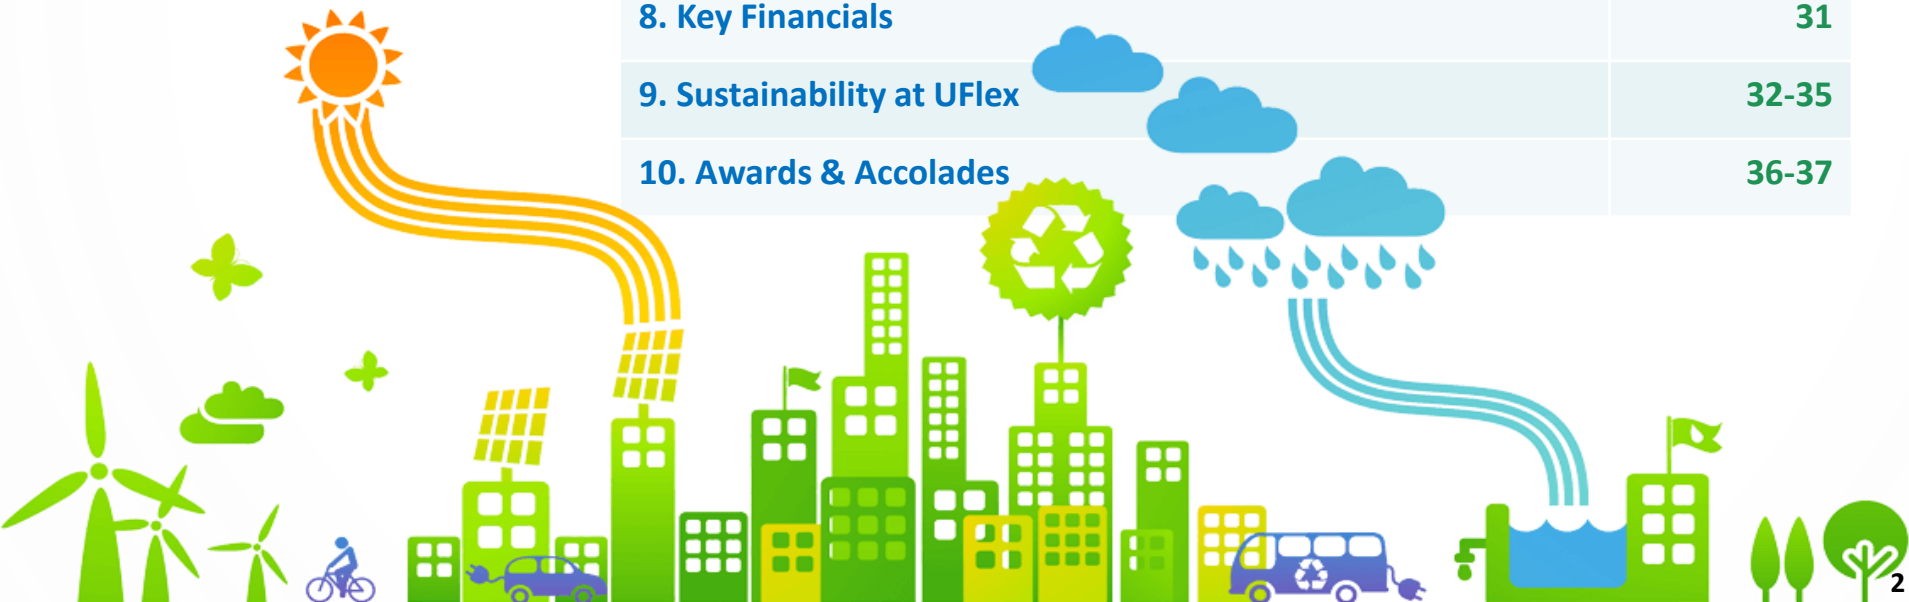 8. Key Financials 31
9. Sustainability at UFlex 32-35
10. Awards & Accolades 36-37
2